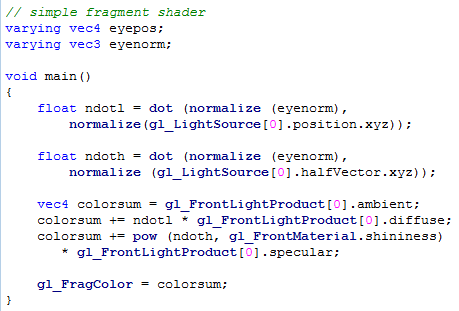 // simple fragment shader
varying vec4 eyepos;
varying vec3 eyenorm;
void main()
{
float ndotl = dot (normalize (eyenorm),
normalize(gl_LightSource[0].position.xyz));
float ndoth = dot (normalize (eyenorm),
normalize (gl_LightSource[0].halfVector.xyz));
vec4 colorsum = gl_FrontLightProduct[0].ambient;
colorsum += ndotl * gl_FrontLightProduct[0].diffuse;
colorsum += pow (ndoth, gl_FrontMaterial.shininess)
* gl_FrontLightProduct[0].specular;
gl_FragColor = colorsum;
}